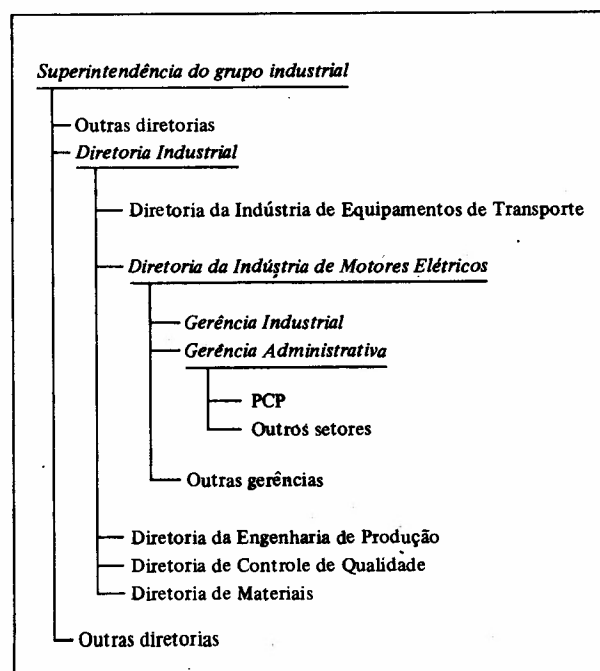 Superintendência do grupo industrial
Outras diretorias
Diretoria Industrial
Diretoria da Indústria de Equipamentos de Transporte
Diretoria da Indústria de Motores Elétricos
Gerência Industrial
Gerência Administrativa
PCP
Outros setores
Outras gerências
Diretoria da Engenharia de Produção
Diretoria de Controle de Qualidade
Diretoria de Materiais
Outras diretorias